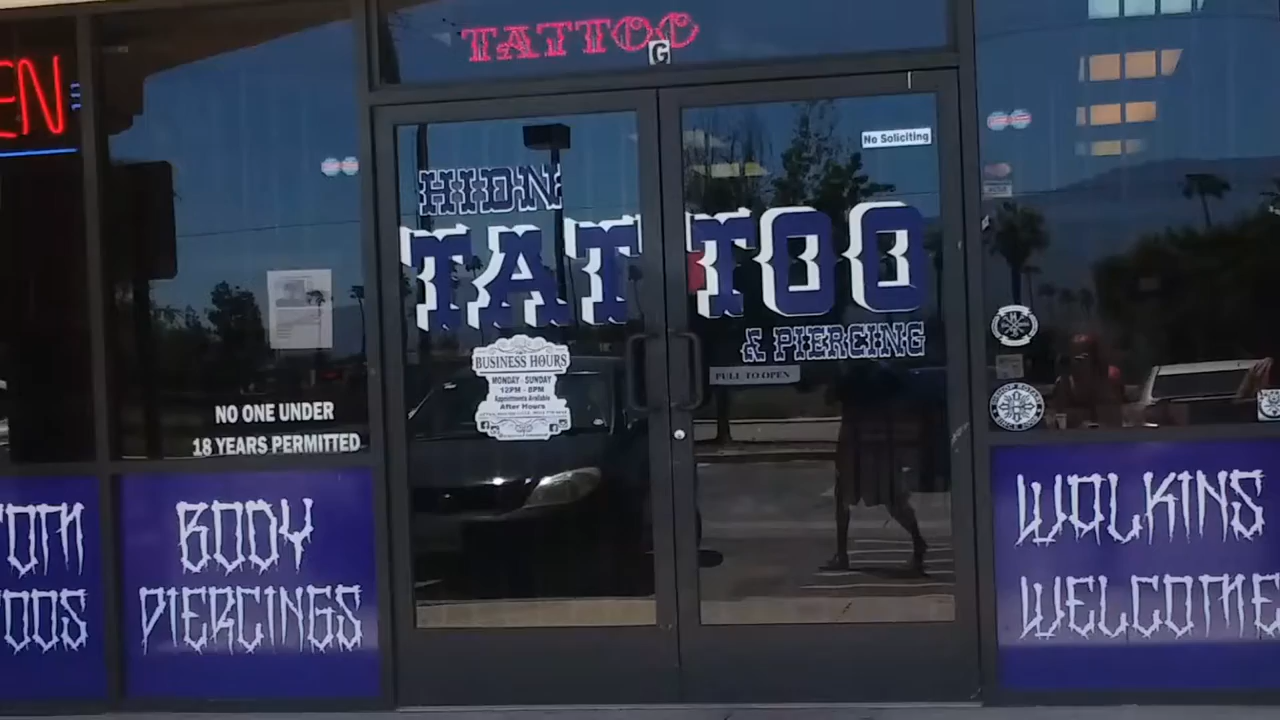 TATTOO
G
EN
No Soliciting
HIDN
TATTOO
& PIERCING
BUSINESS HOURS
MONDAY - SUNDAY
12PM - 8PM
Appointments Available
After Hours
PULL TO OPEN
NO ONE UNDER
18 YEARS PERMITTED
TOM
TOOS
BODY
PIERCINGS
WOLKINS
WELCOME